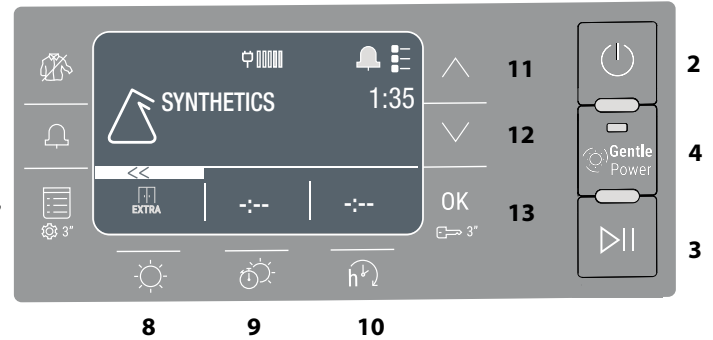 11
2
SYNTHETICS
1:35
12
Gentle
Power
4
<<
EXTRA
-:--
-:--
OK
13
3"
3"
3
h
8
9
10